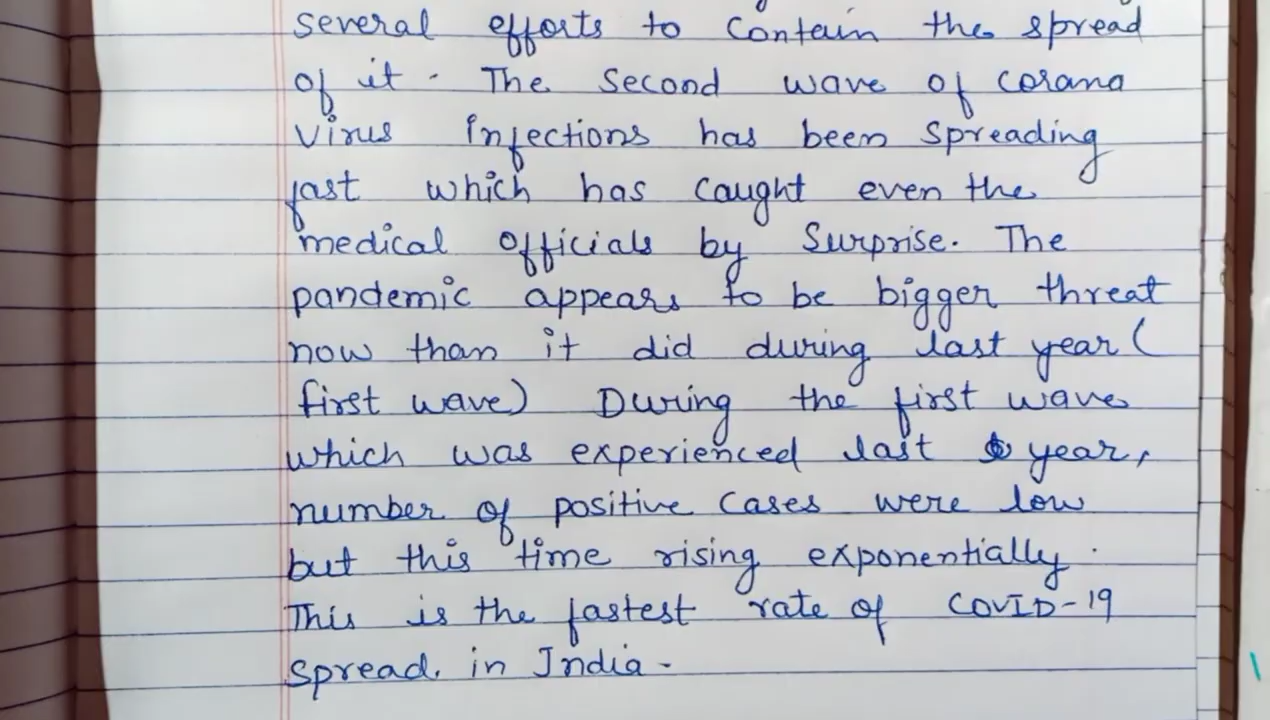 several efforts to contain the spread
of it. The second wave of corana
virus infections has been spreading
fast which has caught even the
medical officials by surprise. The
pandemic appears to be bigger threat
now than it did during last year (
first wave) During the first wave
which was experienced last year,
number of positive cases were low
but this time rising exponentially.
This is the fastest rate of COVID-19
spread. in India.